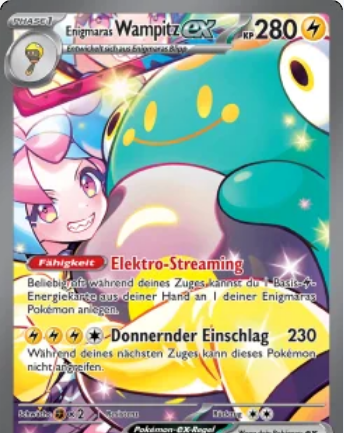 PHASE 1
Enigmaras Wampitz ex KP 280
Entwickelt sich aus Enigmaras Blipp
Fähigkeit Elektro-Streaming
Beliebig oft während deines Zuges kannst du 1 Basis-
Energiekarte aus deiner Hand an 1 deiner Enigmaras
Pokémon anlegen.
Donnernder Einschlag 230
Während deines nächsten Zuges kann dieses Pokémon
nicht angreifen.
Schwäche ×2 Resistenz Rückzug
Pokémon-ex-Regel